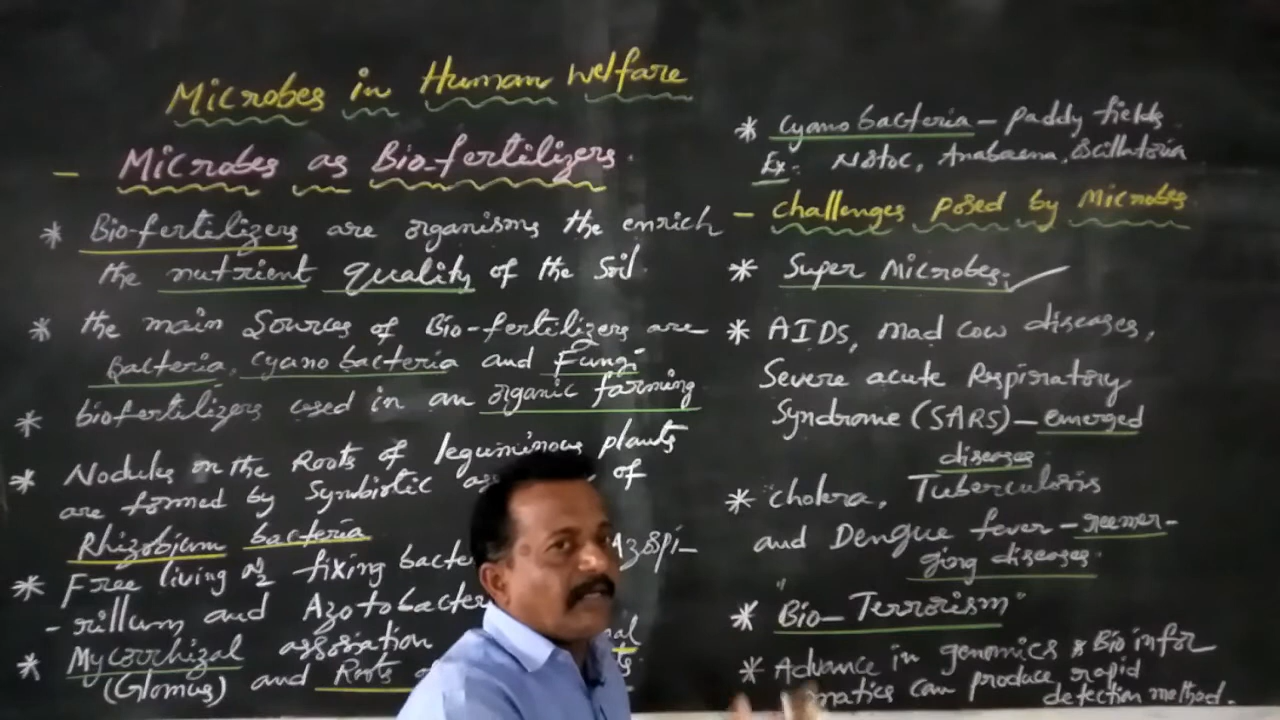 Microbes in Human Welfare
- Microbes as Bio-fertilizers.
* Bio-fertilizers are organisms the enrich
the nutrient quality of the Soil.
* the main Sources of Bio-fertilizers are
Bacteria, Cyano bacteria and Fungi
* biofertilizers used in an organic farming
* Nodules on the Roots of leguminous plants
are formed by Symbiotic of
Rhizobium bacteria
* Free living N2 fixing Azospi-
- rillum and Azotobacter
* Mycorrhizal assosiation
(Glomus) and Roots
* Cyano bacteria - Paddy fields
Ex: Nostoc, Anabaena, Oscillatoria
- Challenges posed by Microbes
* Super Microbes.
* AIDs, mad cow diseases,
Severe acute Respiratory
Syndrome (SARS) - emerged
diseases.
* cholera, Tuberculosis
and Dengue fever - reemer-
ging diseases.
* "Bio-Terrorism"
* Advance in genomics & Bio infor
matics can produce rapid
detection method.